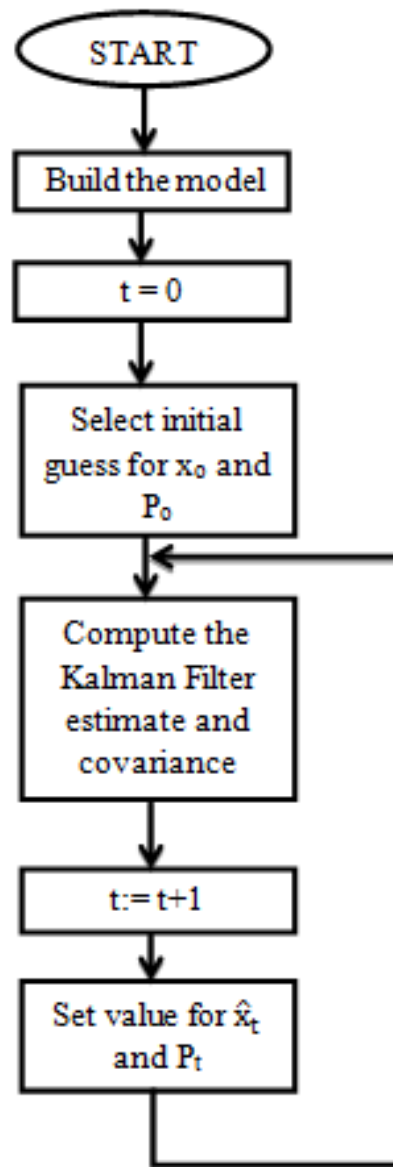 START
Build the model
t = 0
Select initial
guess for x₀ and
P₀
Compute the
Kalman Filter
estimate and
covariance
t:= t+1
Set value for x̂ₜ
and Pₜ